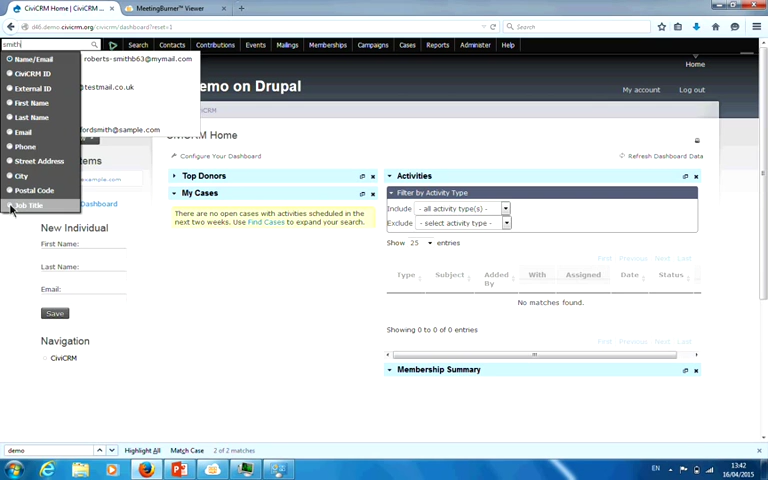 CiviCRM Home | CiviCRM ...
MeetingBurner™ Viewer
d46.demo.civicrm.org/civicrm/dashboard?reset=1
Search
smith
Search Contacts Contributions Events Mailings Memberships Campaigns Cases Reports Administer Help
Name/Email
roberts-smithb63@mymail.com
Home
CiviCRM ID
External ID
@testmail.co.uk
emo on Drupal
My account Log out
First Name
Last Name
Email
fordsmith@sample.com
CiviCRM Home
Phone
Street Address
Configure Your Dashboard
Refresh Dashboard Data
City
tems
Top Donors
Activities
example.com
Postal Code
My Cases
Filter by Activity Type
Job Title
Dashboard
There are no open cases with activities scheduled in the
next two weeks. Use Find Cases to expand your search.
Include - all activity type(s) -
Exclude - select activity type -
New Individual
First Name:
Show 25 entries
First Previous Next Last
Last Name:
Type Subject Added By With Assigned Date Status
Email:
No matches found.
Save
Showing 0 to 0 of 0 entries
Navigation
First Previous Next Last
CiviCRM
Membership Summary
demo
Highlight All Match Case 2 of 2 matches
EN
13:42
16/04/2015